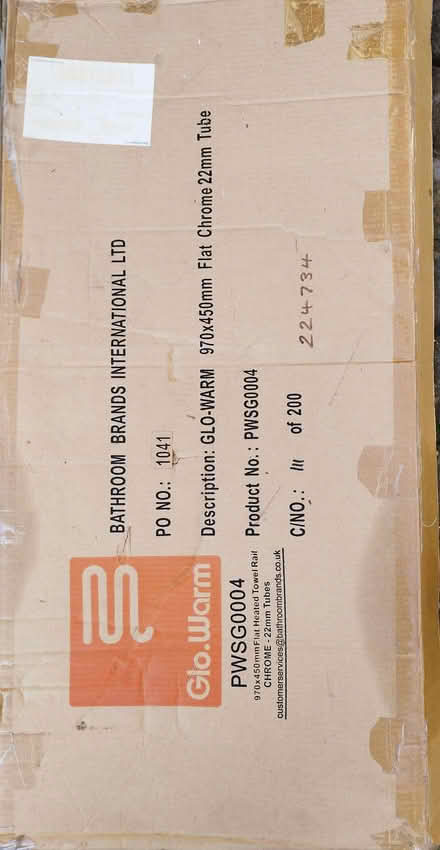 BATHROOM BRANDS INTERNATIONAL LTD
PO NO.: 1041
Description: GLO-WARM 970x450mm Flat Chrome 22mm Tube
Product No.: PWSG0004
C/NO.: 111 of 200
224734
Glo.Warm
PWSG0004
970x450mm Flat Heated Towel Rail
CHROME - 22mm Tubes
customerservices@bathroombrands.co.uk